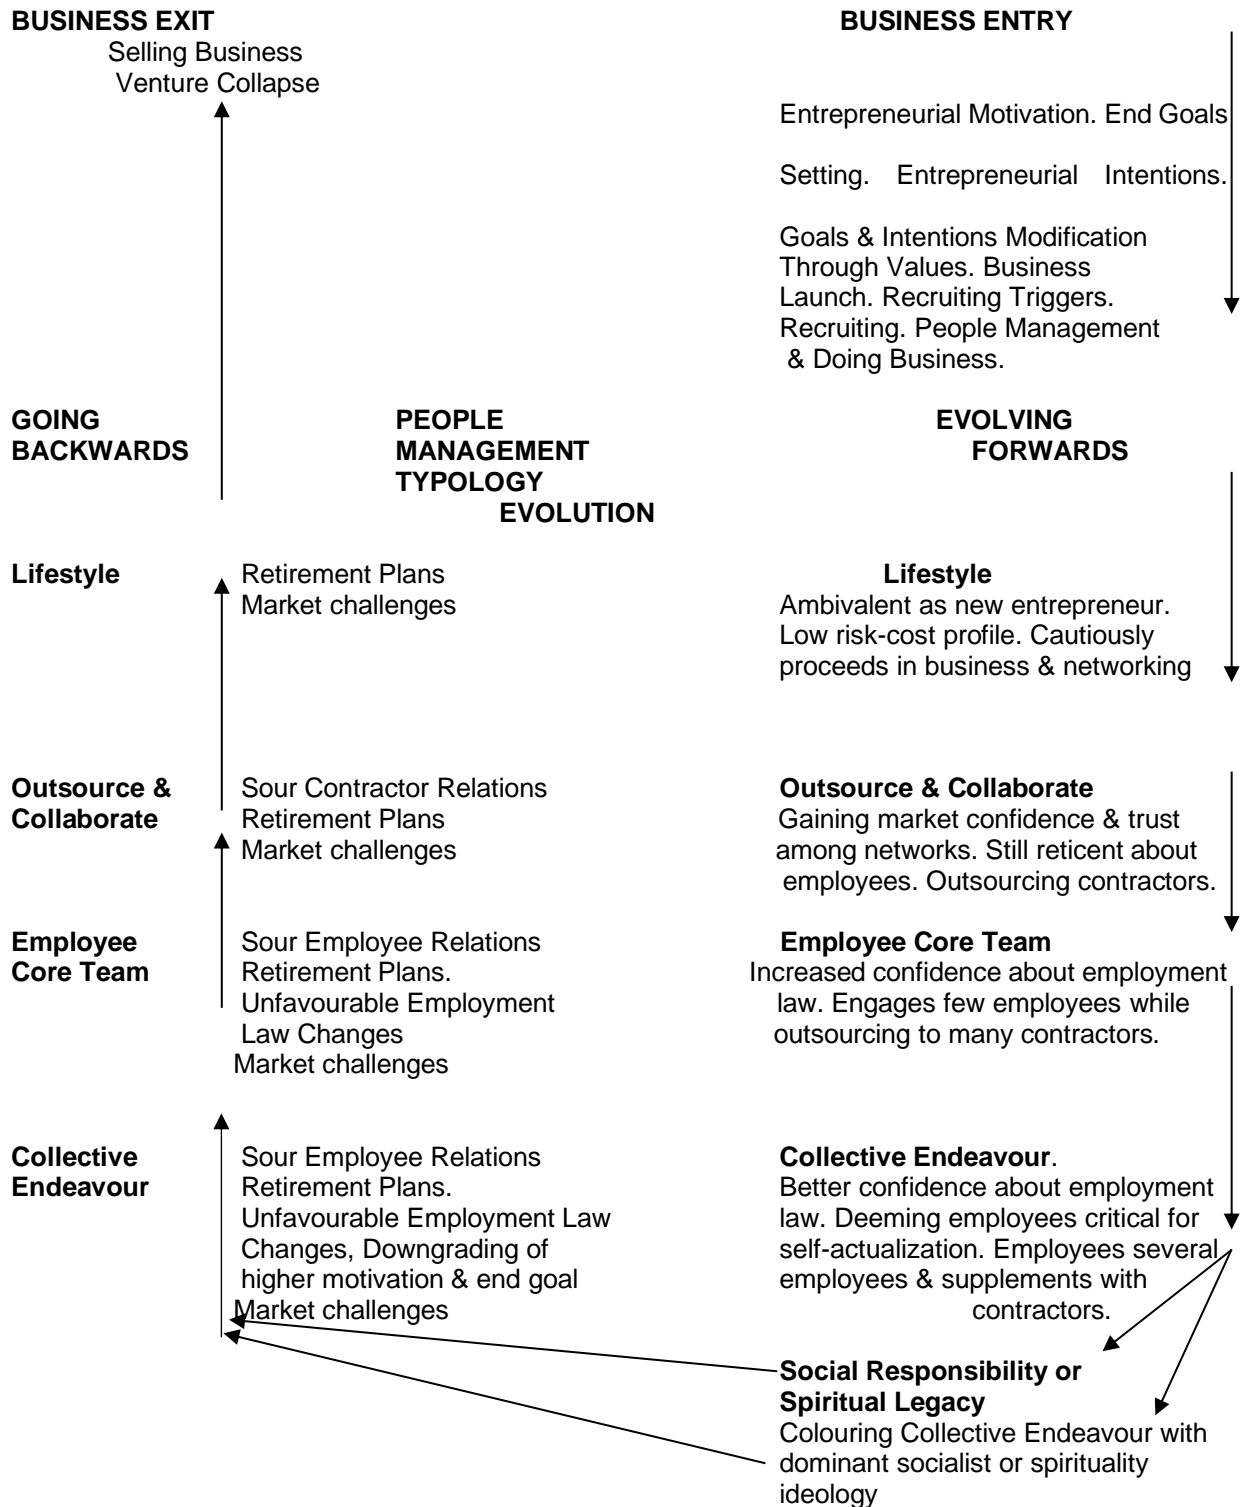 BUSINESS EXIT
Selling Business
Venture Collapse
BUSINESS ENTRY
Entrepreneurial Motivation. End Goals
Setting. Entrepreneurial Intentions.
Goals & Intentions Modification
Through Values. Business
Launch. Recruiting Triggers.
Recruiting. People Management
& Doing Business.
GOING
BACKWARDS
PEOPLE
MANAGEMENT
TYPOLOGY
EVOLUTION
EVOLVING
FORWARDS
Lifestyle
Retirement Plans
Market challenges
Lifestyle
Ambivalent as new entrepreneur.
Low risk-cost profile. Cautiously
proceeds in business & networking
Outsource &
Collaborate
Sour Contractor Relations
Retirement Plans
Market challenges
Outsource & Collaborate
Gaining market confidence & trust
among networks. Still reticent about
employees. Outsourcing contractors.
Employee
Core Team
Sour Employee Relations
Retirement Plans.
Unfavourable Employment
Law Changes
Market challenges
Employee Core Team
Increased confidence about employment
law. Engages few employees while
outsourcing to many contractors.
Collective
Endeavour
Sour Employee Relations
Retirement Plans.
Unfavourable Employment Law
Changes, Downgrading of
higher motivation & end goal
Market challenges
Collective Endeavour.
Better confidence about employment
law. Deeming employees critical for
self-actualization. Employees several
employees & supplements with
contractors.
Social Responsibility or
Spiritual Legacy
Colouring Collective Endeavour with
dominant socialist or spirituality
ideology